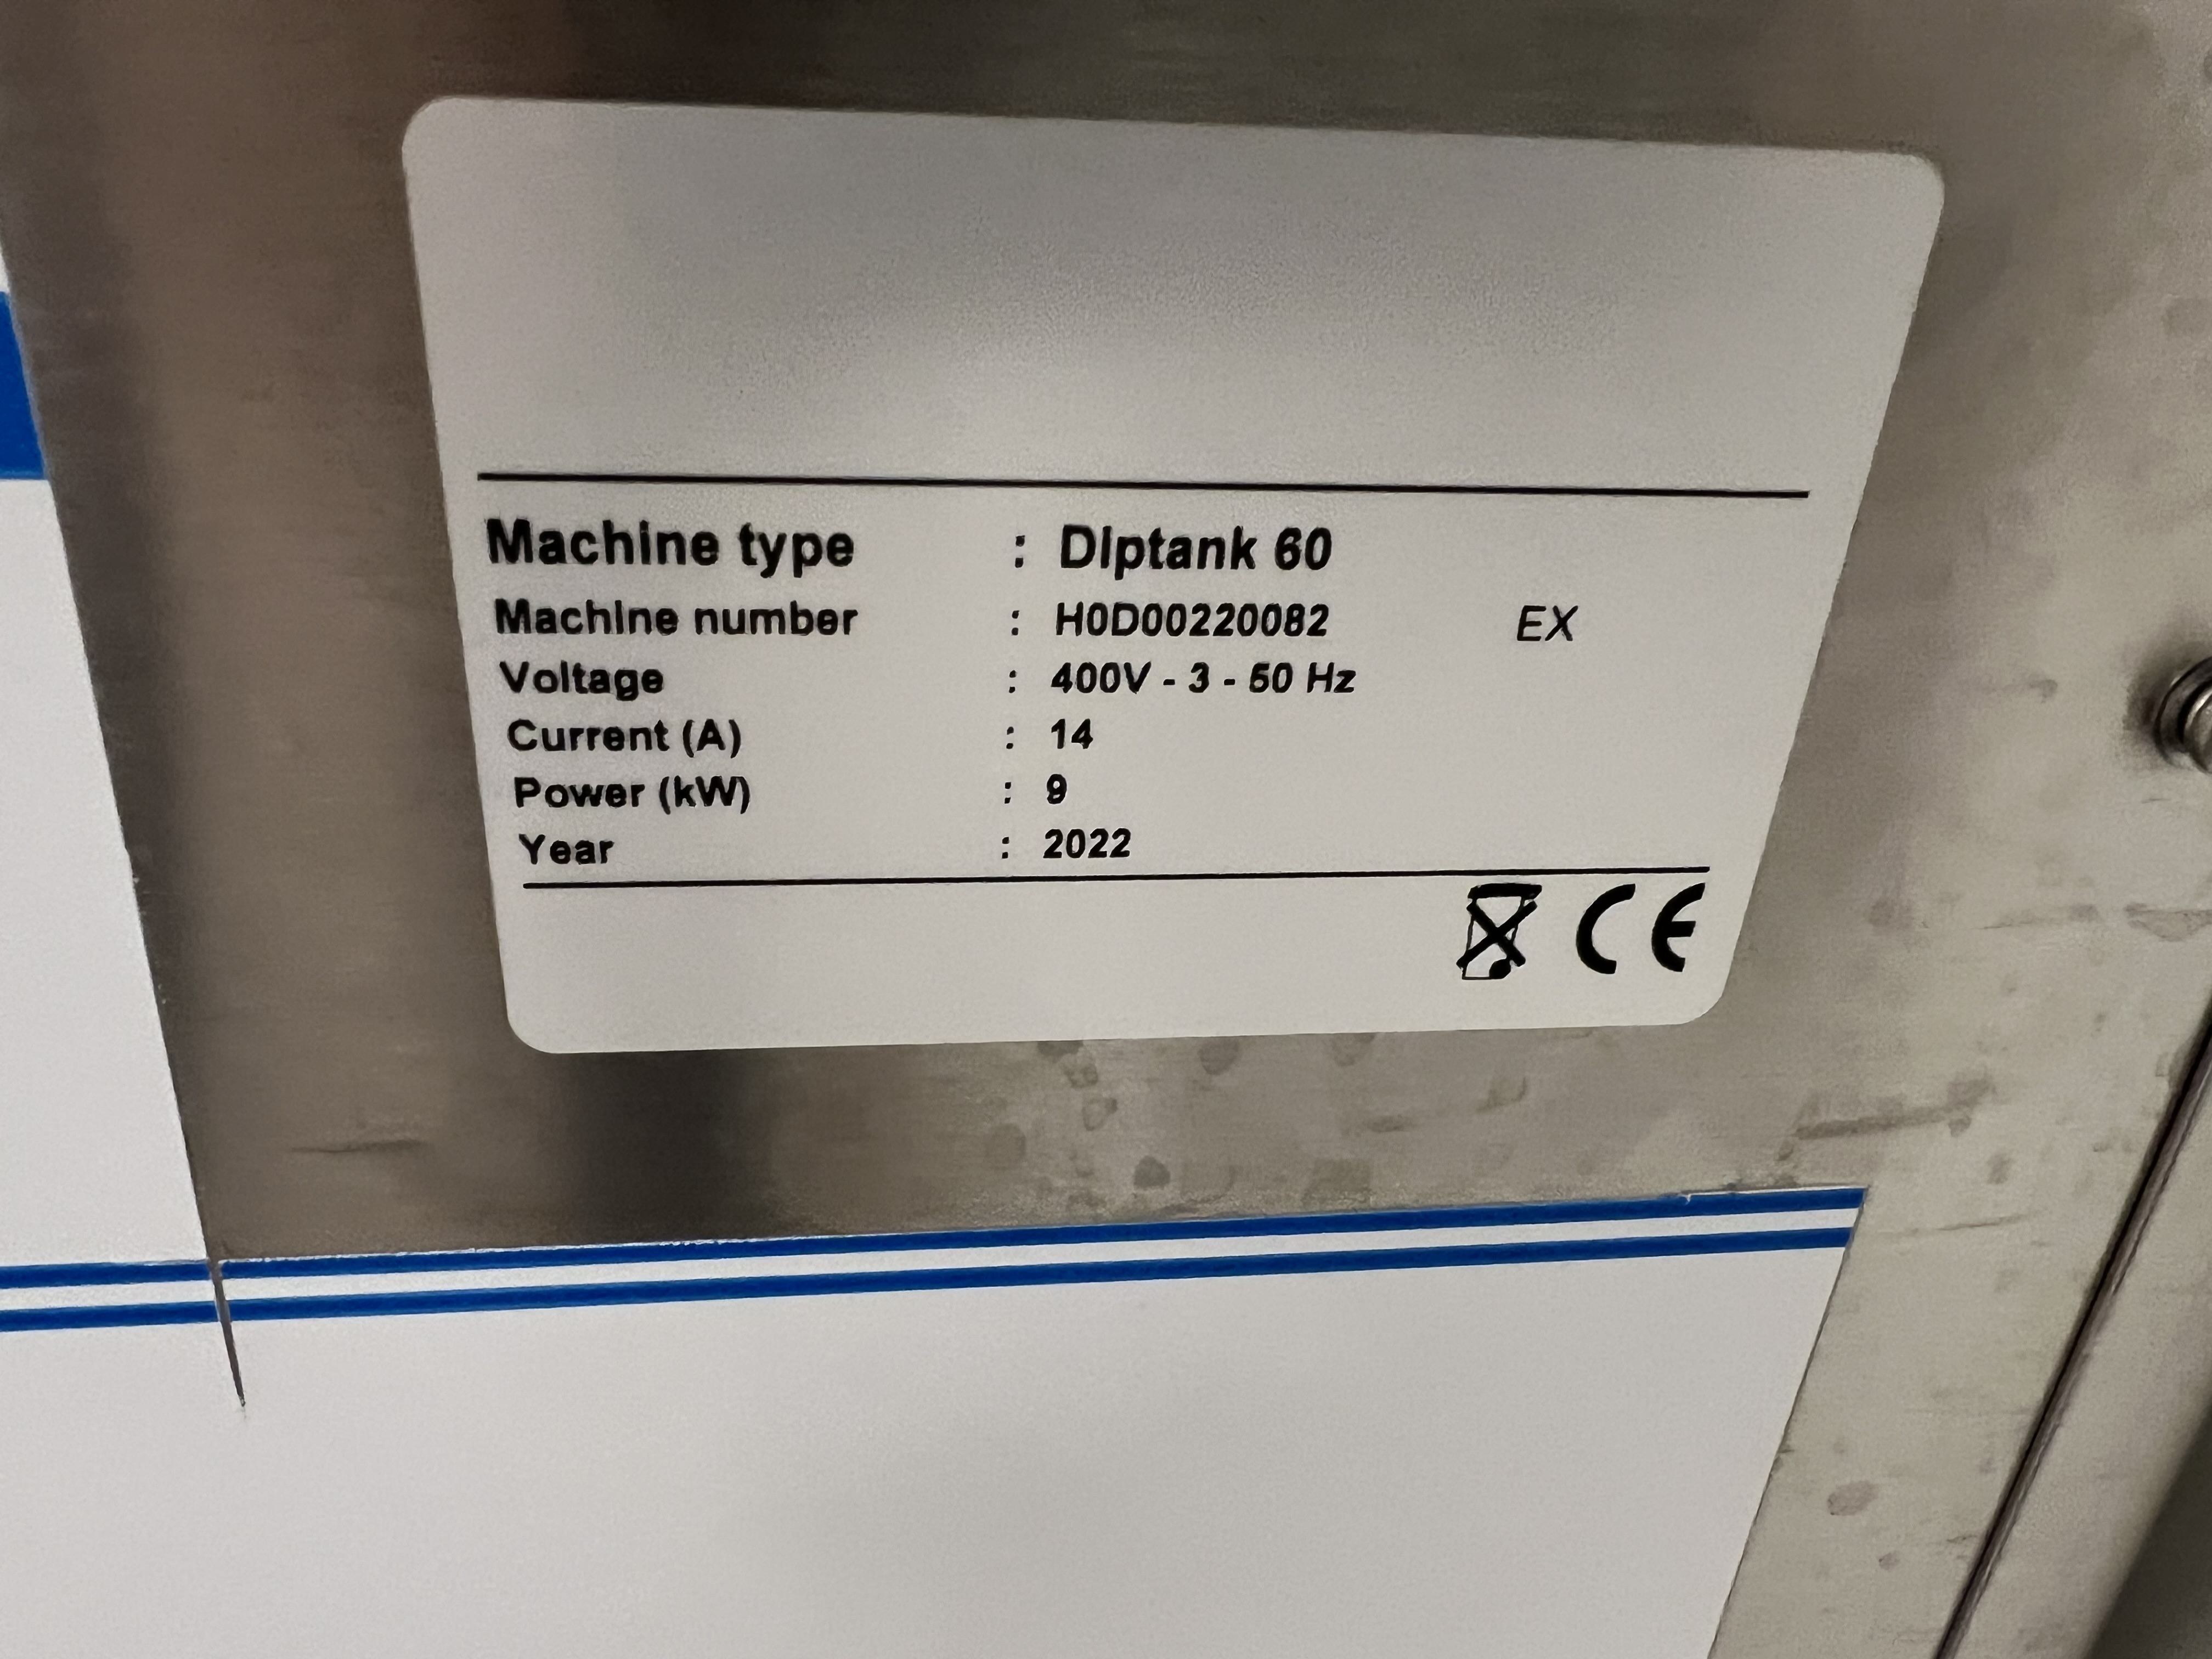 Machine type : Diptank 60
Machine number : H0D00220082 EX
Voltage : 400V - 3 - 50 Hz
Current (A) : 14
Power (kW) : 9
Year : 2022
CE